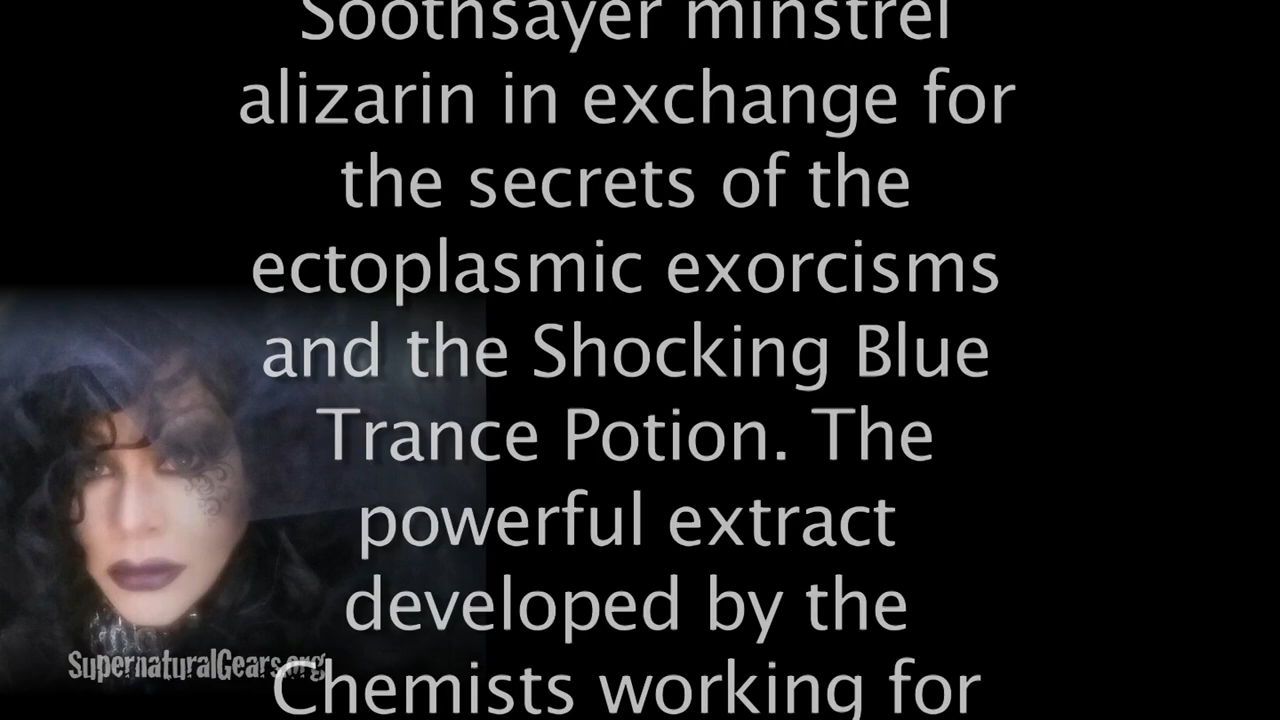 Soothsayer minstrel
alizarin in exchange for
the secrets of the
ectoplasmic exorcisms
and the Shocking Blue
Trance Potion. The
powerful extract
developed by the
SupernaturalGears.org
Chemists working for